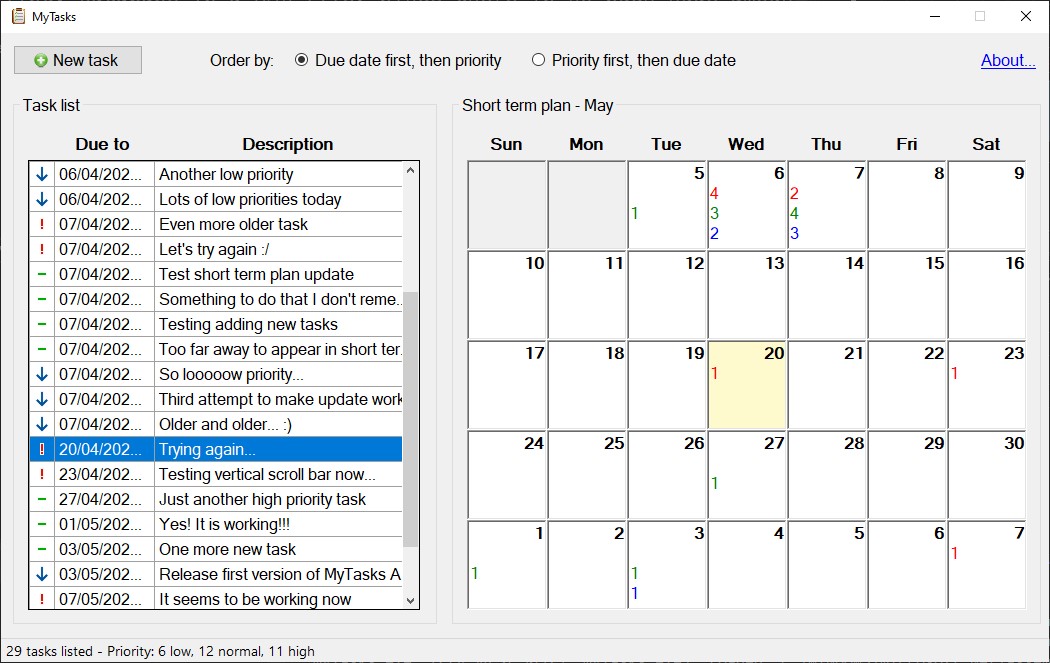 MyTasks
New task
Order by:
Due date first, then priority
Priority first, then due date
About...
Task list
Due to Description
06/04/202... Another low priority
06/04/202... Lots of low priorities today
07/04/202... Even more older task
07/04/202... Let's try again :/
07/04/202... Test short term plan update
07/04/202... Something to do that I don't reme..
07/04/202... Testing adding new tasks
07/04/202... Too far away to appear in short ter.
07/04/202... So looooow priority...
07/04/202... Third attempt to make update work
07/04/202... Older and older... :)
20/04/202... Trying again...
23/04/202... Testing vertical scroll bar now...
27/04/202... Just another high priority task
01/05/202... Yes! It is working!!!
03/05/202... One more new task
03/05/202... Release first version of MyTasks A
07/05/202... It seems to be working now
Short term plan - May
Sun Mon Tue Wed Thu Fri Sat
5 6 7 8 9
4 2
1 3 4
2 3
10 11 12 13 14 15 16
17 18 19 20 21 22 23
1 1
24 25 26 27 28 29 30
1
1 2 3 4 5 6 7
1
1 1
1
29 tasks listed - Priority: 6 low, 12 normal, 11 high